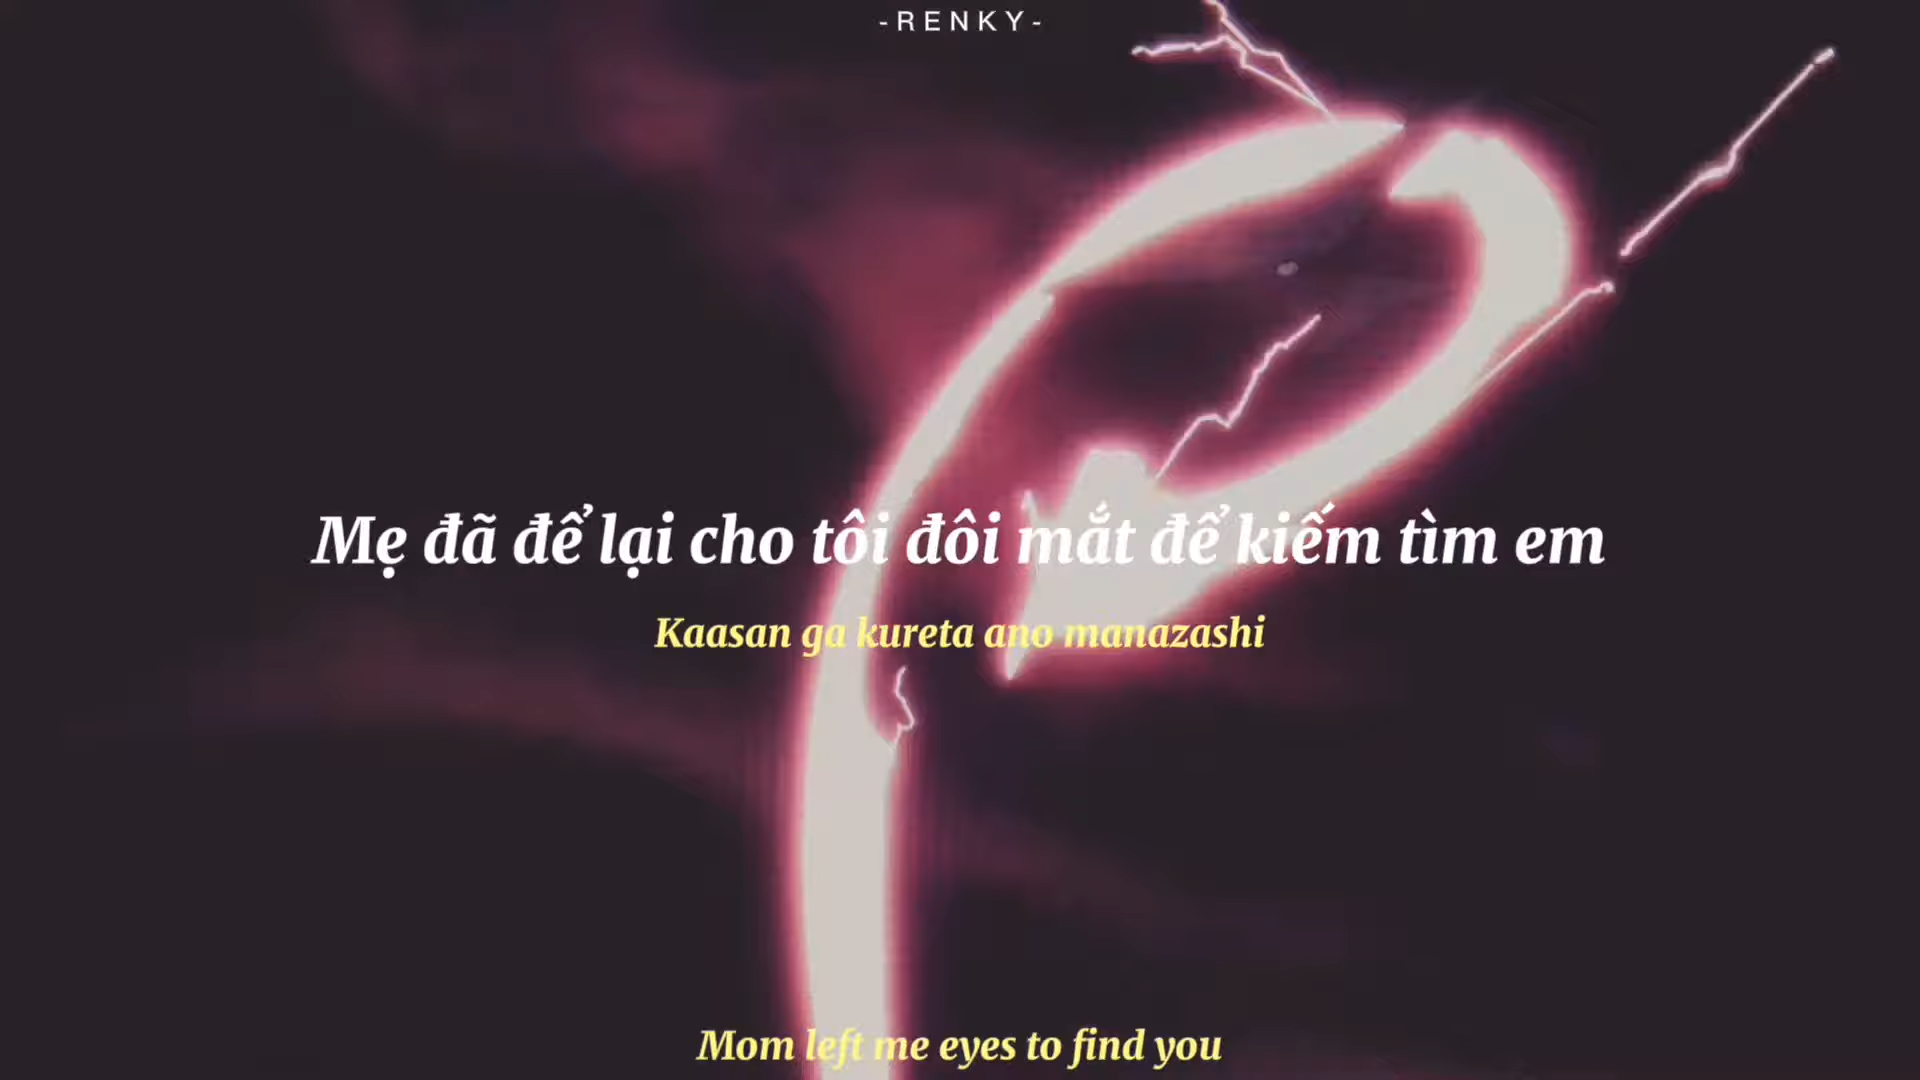 -RENKY-
Mẹ đã để lại cho tôi đôi mắt để kiếm tìm em
Kaasan ga kureta ano manazashi
Mom left me eyes to find you